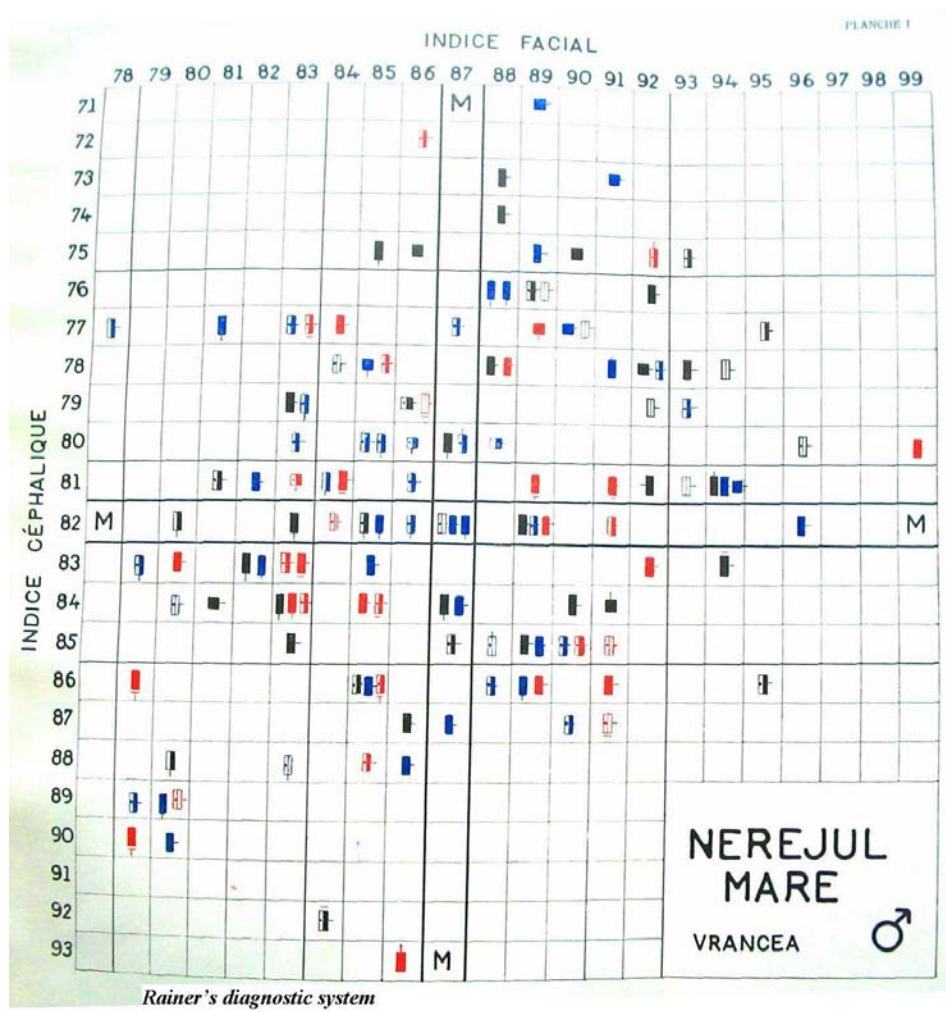 PLANCHE I
INDICE FACIAL
78 79 80 81 82 83 84 85 86 87 88 89 90 91 92 93 94 95 96 97 98 99
INDICE CÉPHALIQUE
71 M
72
73
74
75
76
77
78
79
80
81
82 M M
83
84
85
86
87
88
89
90
91
92
93 M
NEREJUL
MARE
VRANCEA ♂
Rainer's diagnostic system